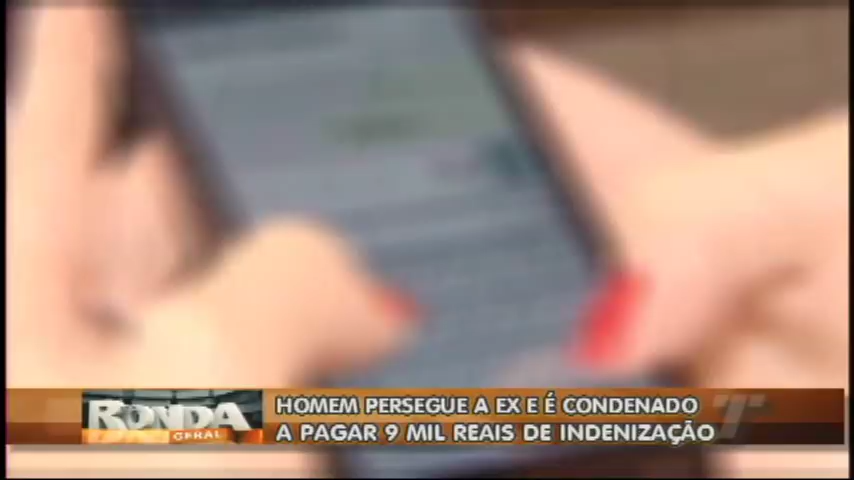 RONDA
GERAL
HOMEM PERSEGUE A EX E É CONDENADO
A PAGAR 9 MIL REAIS DE INDENIZAÇÃO